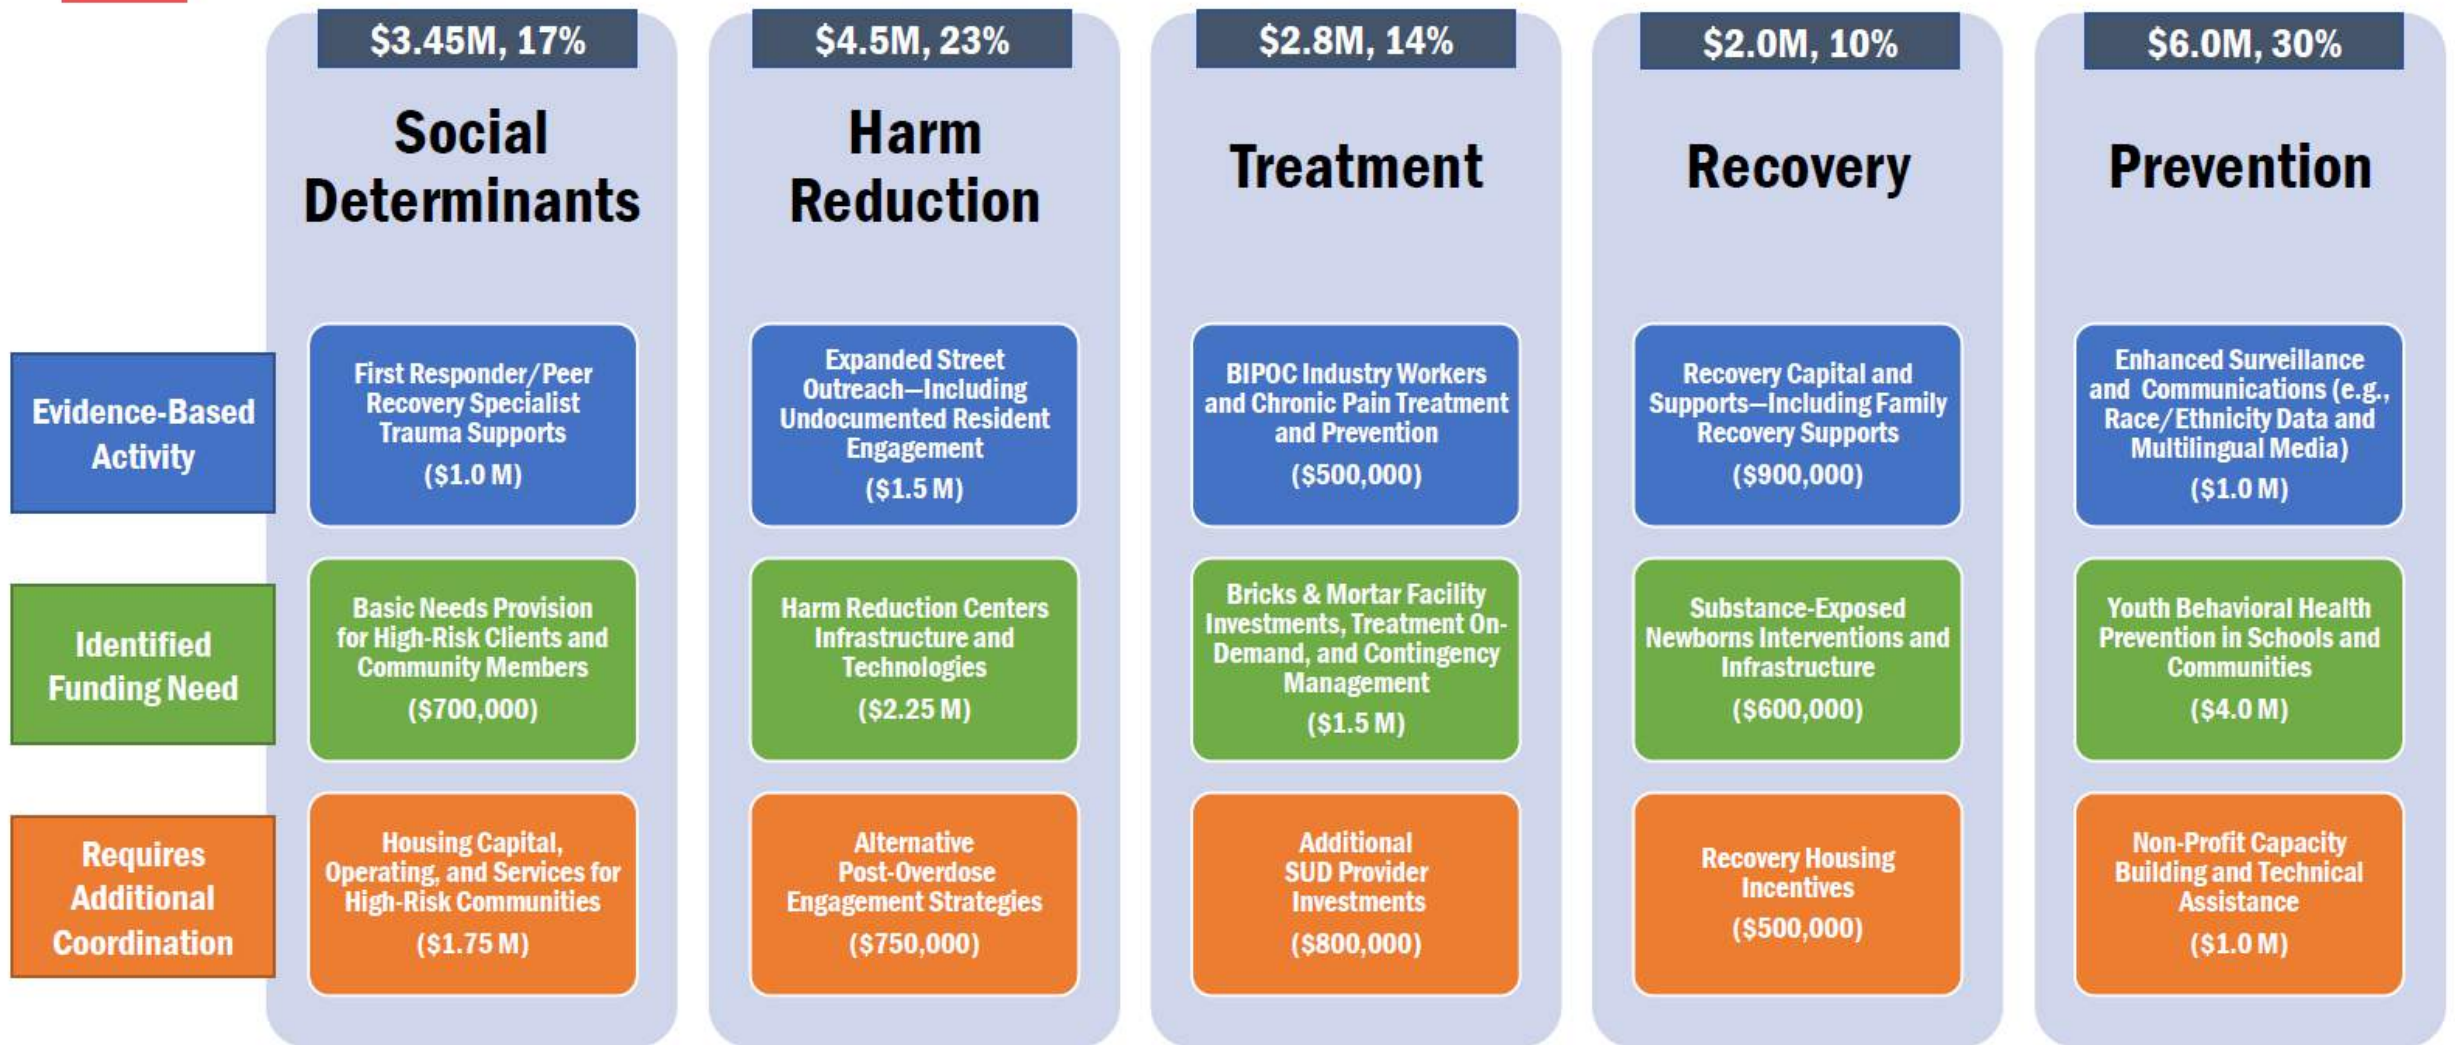 $3.45M, 17%
Social
Determinants
$4.5M, 23%
Harm
Reduction
$2.8M, 14%
Treatment
$2.0M, 10%
Recovery
$6.0M, 30%
Prevention
Evidence-Based
Activity
First Responder/Peer
Recovery Specialist
Trauma Supports
($1.0 M)
Expanded Street
Outreach—Including
Undocumented Resident
Engagement
($1.5 M)
BIPOC Industry Workers
and Chronic Pain Treatment
and Prevention
($500,000)
Recovery Capital and
Supports—Including Family
Recovery Supports
($900,000)
Enhanced Surveillance
and Communications (e.g.,
Race/Ethnicity Data and
Multilingual Media)
($1.0 M)
Identified
Funding Need
Basic Needs Provision
for High-Risk Clients and
Community Members
($700,000)
Harm Reduction Centers
Infrastructure and
Technologies
($2.25 M)
Bricks & Mortar Facility
Investments, Treatment On-
Demand, and Contingency
Management
($1.5 M)
Substance-Exposed
Newborns Interventions and
Infrastructure
($600,000)
Youth Behavioral Health
Prevention in Schools and
Communities
($4.0 M)
Requires
Additional
Coordination
Housing Capital,
Operating, and Services for
High-Risk Communities
($1.75 M)
Alternative
Post-Overdose
Engagement Strategies
($750,000)
Additional
SUD Provider
Investments
($800,000)
Recovery Housing
Incentives
($500,000)
Non-Profit Capacity
Building and Technical
Assistance
($1.0 M)